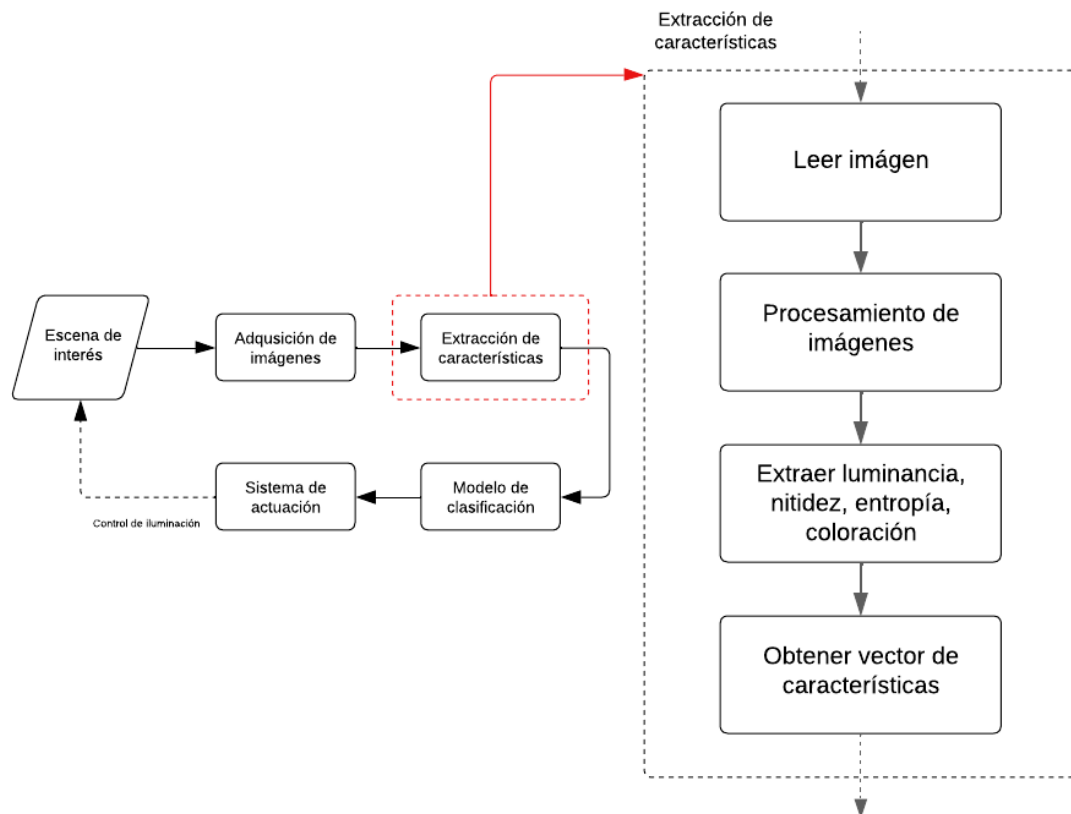 Extracción de
características
Leer imágen
Procesamiento de
imágenes
Extraer luminancia,
nitidez, entropía,
coloración
Obtener vector de
características
Escena de
interés
Adqusición de
imágenes
Extracción de
características
Sistema de
actuación
Modelo de
clasificación
Control de iluminación